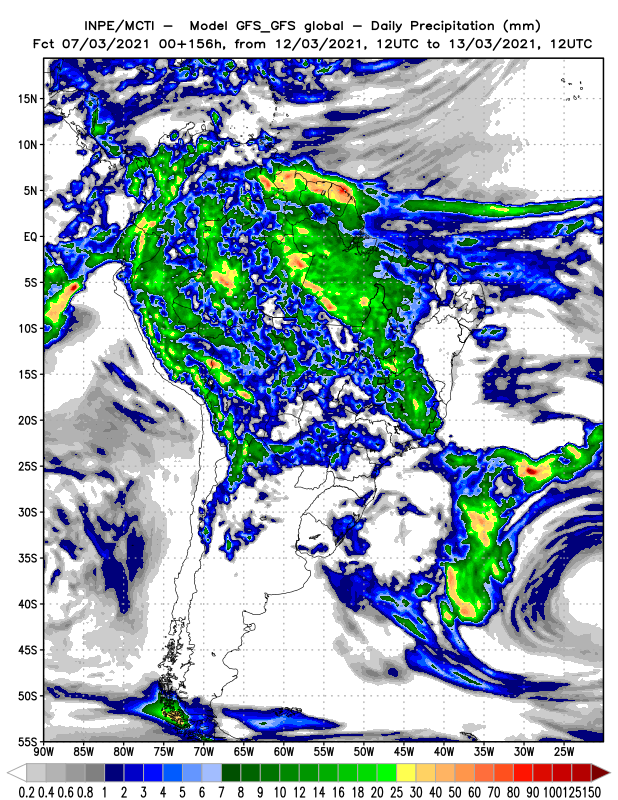 INPE/MCTI – Model GFS_GFS global – Daily Precipitation (mm)
Fct 07/03/2021 00+156h, from 12/03/2021, 12UTC to 13/03/2021, 12UTC
15N
10N
5N
EQ
5S
10S
15S
20S
25S
30S
35S
40S
45S
50S
55S
90W 85W 80W 75W 70W 65W 60W 55W 50W 45W 40W 35W 30W 25W
0.2 0.4 0.6 0.8 1 2 3 4 5 6 7 8 9 10 12 14 16 18 20 25 30 40 50 60 70 80 90 100 125 150